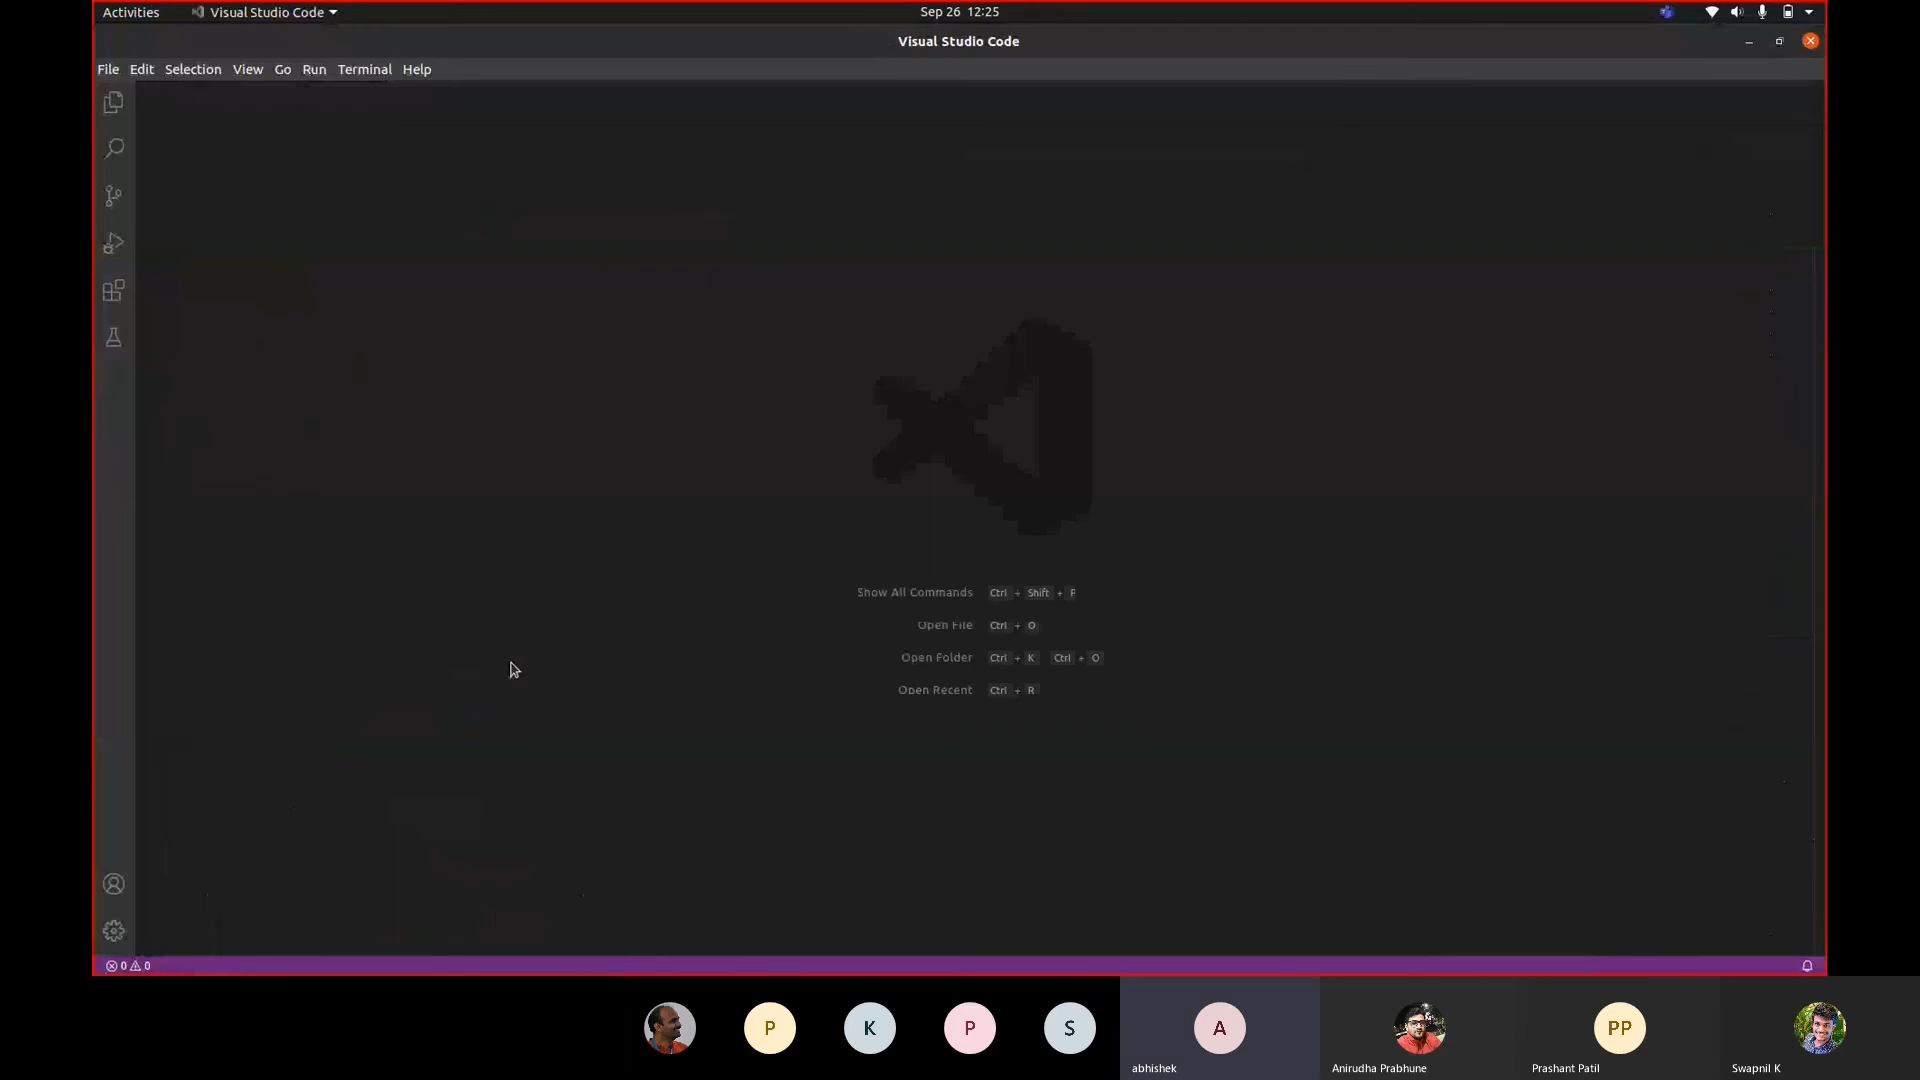 Activities Visual Studio Code Sep 26 12:25
Visual Studio Code
File Edit Selection View Go Run Terminal Help
Show All Commands Ctrl + Shift + P
Open File Ctrl + O
Open Folder Ctrl + K Ctrl + O
Open Recent Ctrl + R
0 0
P K P S A PP
abhishek Anirudha Prabhune Prashant Patil Swapnil K